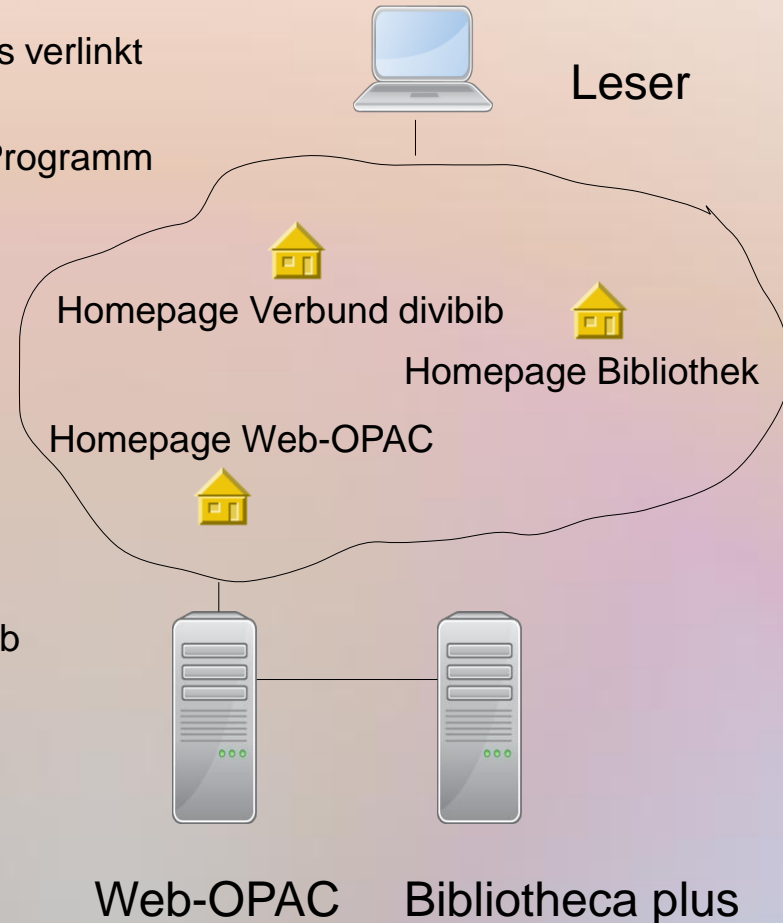 s verlinkt
Leser
Programm
Homepage Verbund divibib
Homepage Bibliothek
Homepage Web-OPAC
b
Web-OPAC
Bibliotheca plus